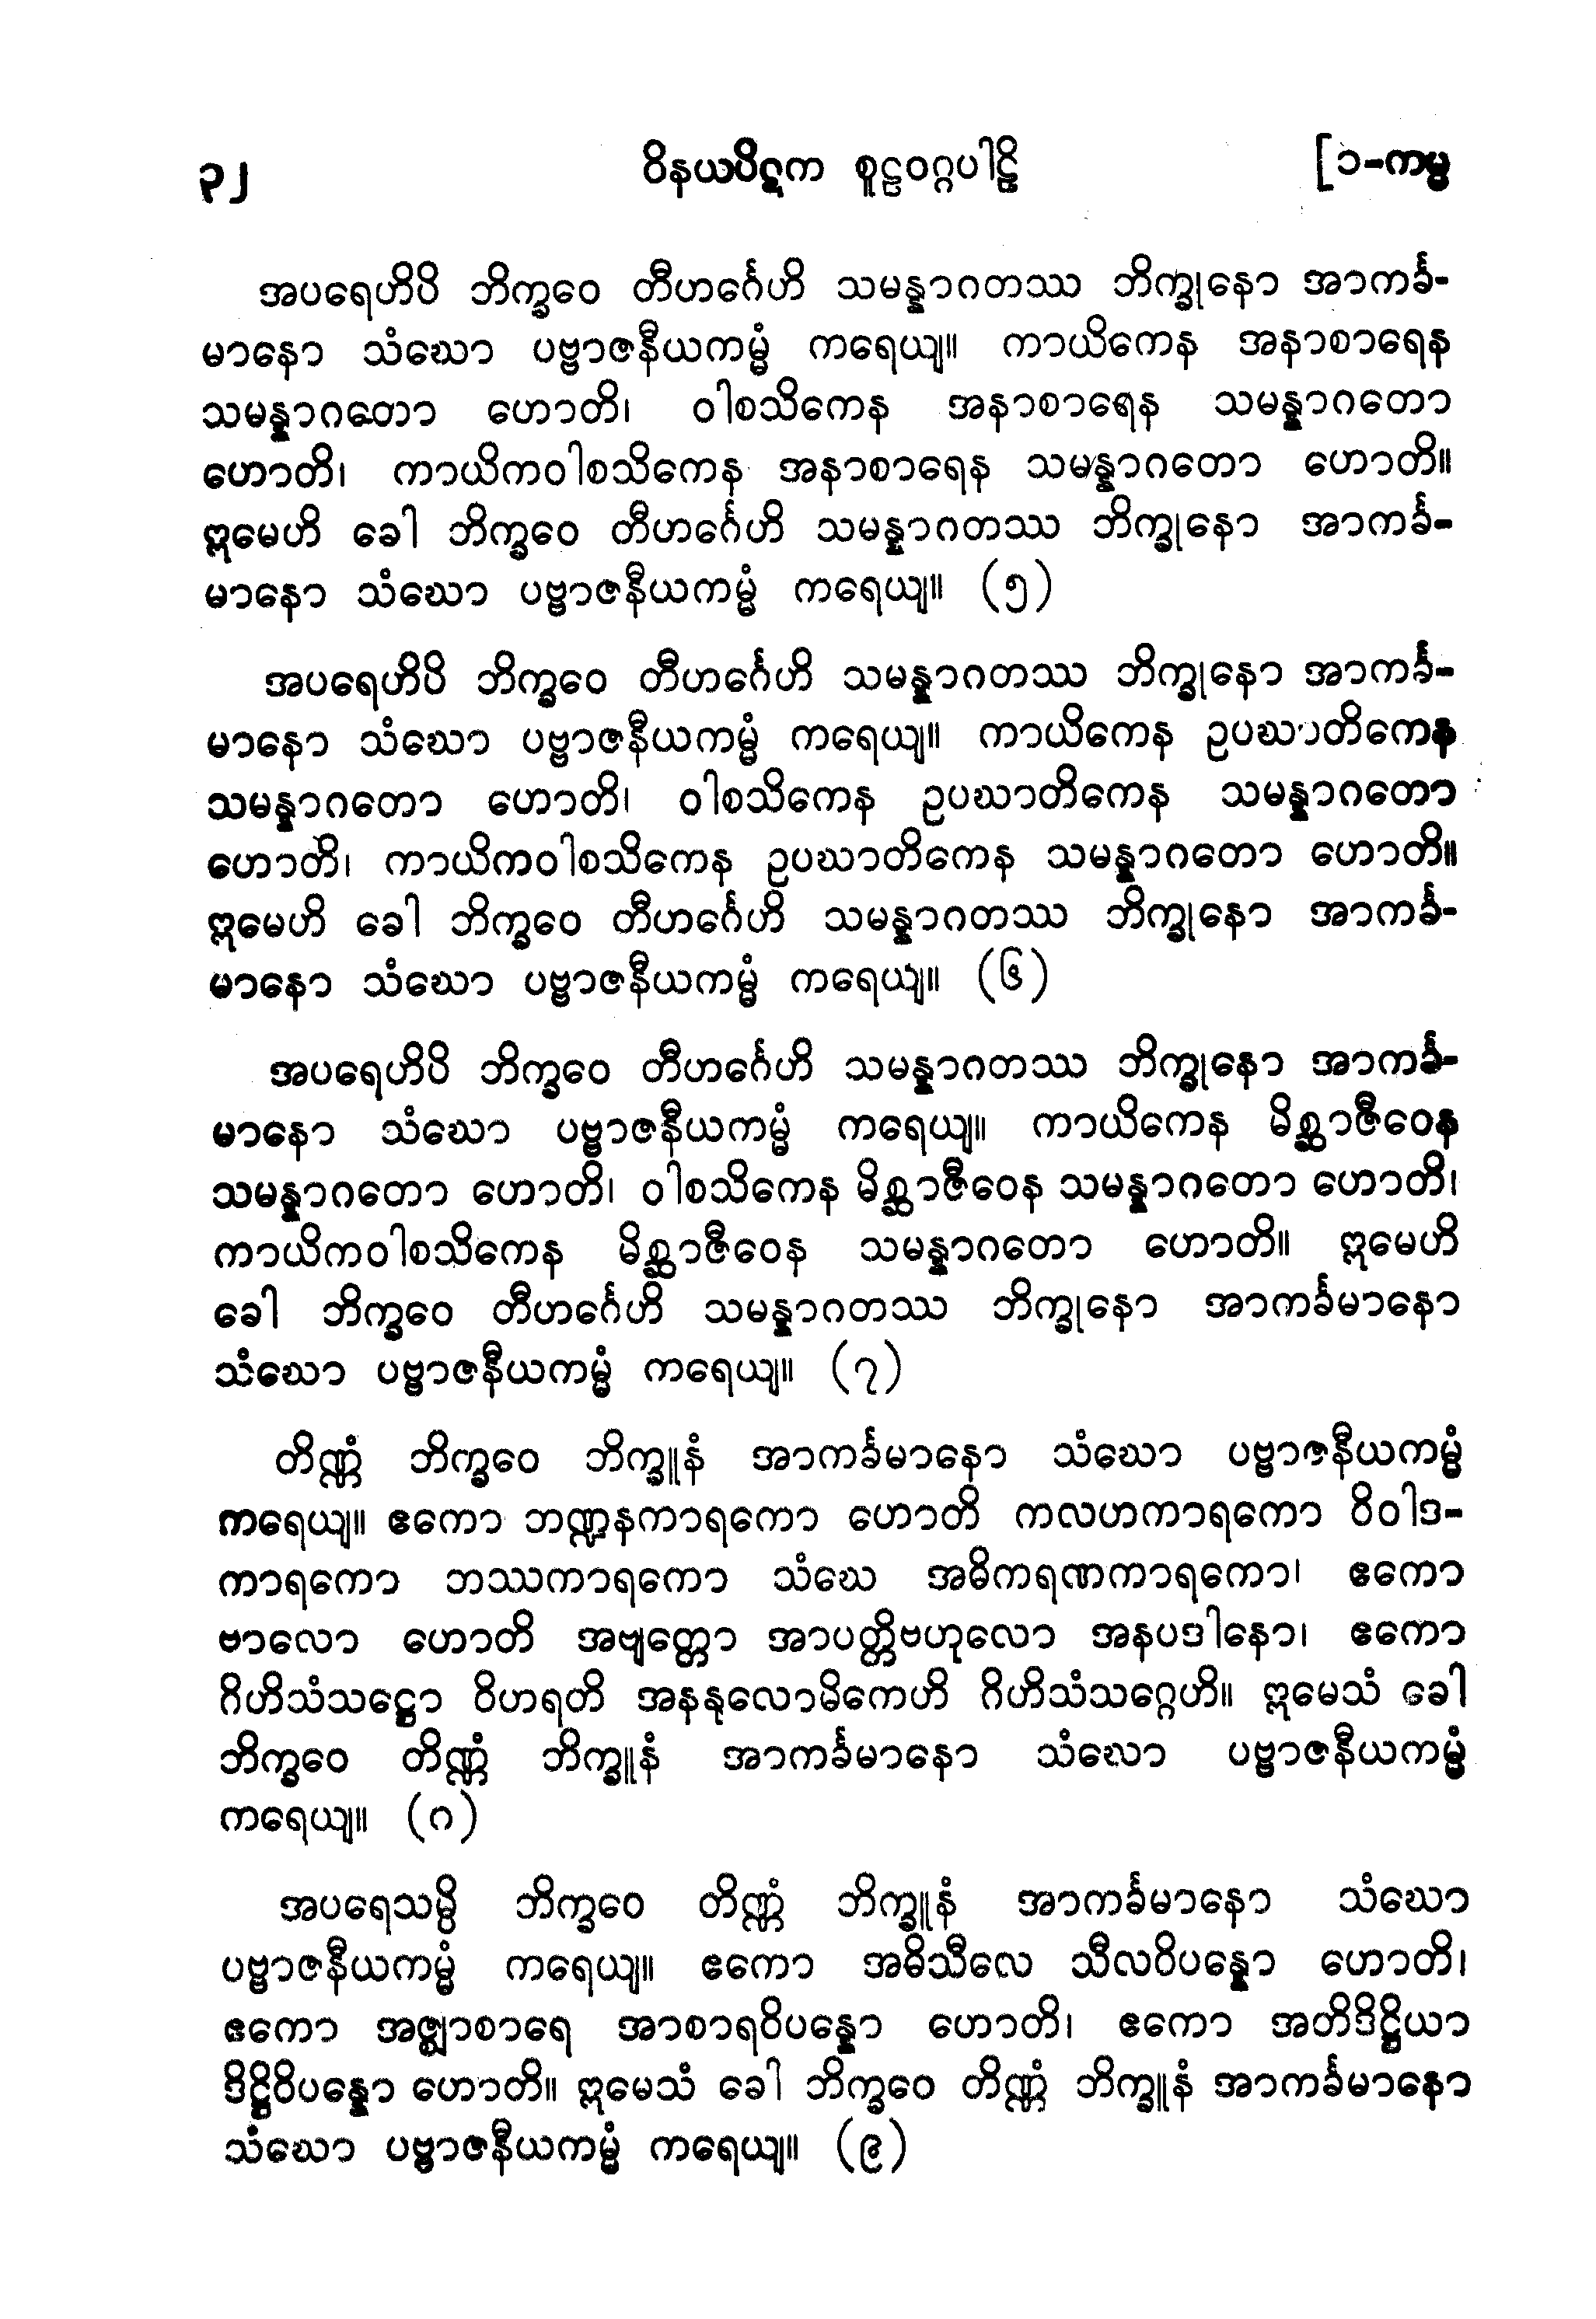 ၃၂ ဝိနယပိဋက စူဠဝဂ္ဂပါဠိ [၁-ကမ္မ
အပရေဟိပိ ဘိက္ခဝေ တီဟင်္ဂေဟိ သမန္နာဂတဿ ဘိက္ခုနော အာကင်္ခ-
မာနော သံဃော ပဗ္ဗာဇနီယကမ္မံ ကရေယျ။ ကာယိကေန အနာစာရေန
သမန္နာဂတော ဟောတိ၊ ဝါစသိကေန အနာစာရေန သမန္နာဂတော
ဟောတိ၊ ကာယိကဝါစသိကေန အနာစာရေန သမန္နာဂတော ဟောတိ။
ဣမေဟိ ခေါ ဘိက္ခဝေ တီဟင်္ဂေဟိ သမန္နာဂတဿ ဘိက္ခုနော အာကင်္ခ-
မာနော သံဃော ပဗ္ဗာဇနီယကမ္မံ ကရေယျ။ (၅)
အပရေဟိပိ ဘိက္ခဝေ တီဟင်္ဂေဟိ သမန္နာဂတဿ ဘိက္ခုနော အာကင်္ခ-
မာနော သံဃော ပဗ္ဗာဇနီယကမ္မံ ကရေယျ။ ကာယိကေန ဥပဃာတိကေန
သမန္နာဂတော ဟောတိ၊ ဝါစသိကေန ဥပဃာတိကေန သမန္နာဂတော
ဟောတိ၊ ကာယိကဝါစသိကေန ဥပဃာတိကေန သမန္နာဂတော ဟောတိ။
ဣမေဟိ ခေါ ဘိက္ခဝေ တီဟင်္ဂေဟိ သမန္နာဂတဿ ဘိက္ခုနော အာကင်္ခ-
မာနော သံဃော ပဗ္ဗာဇနီယကမ္မံ ကရေယျ။ (၆)
အပရေဟိပိ ဘိက္ခဝေ တီဟင်္ဂေဟိ သမန္နာဂတဿ ဘိက္ခုနော အာကင်္ခ-
မာနော သံဃော ပဗ္ဗာဇနီယကမ္မံ ကရေယျ။ ကာယိကေန မိစ္ဆာဇီဝေန
သမန္နာဂတော ဟောတိ၊ ဝါစသိကေန မိစ္ဆာဇီဝေန သမန္နာဂတော ဟောတိ၊
ကာယိကဝါစသိကေန မိစ္ဆာဇီဝေန သမန္နာဂတော ဟောတိ။ ဣမေဟိ
ခေါ ဘိက္ခဝေ တီဟင်္ဂေဟိ သမန္နာဂတဿ ဘိက္ခုနော အာကင်္ခမာနော
သံဃော ပဗ္ဗာဇနီယကမ္မံ ကရေယျ။ (၇)
တိဏ္ဏံ ဘိက္ခဝေ ဘိက္ခူနံ အာကင်္ခမာနော သံဃော ပဗ္ဗာဇနီယကမ္မံ
ကရေယျ။ ဧကော ဘဏ္ဍနကာရကော ဟောတိ ကလဟကာရကော ဝိဝါဒ-
ကာရကော ဘဿကာရကော သံဃေ အဓိကရဏကာရကော၊ ဧကော
ဗာလော ဟောတိ အဗျတ္တော အာပတ္တိဗဟုလော အနပဒါနော၊ ဧကော
ဂိဟိသံသဋ္ဌော ဝိဟရတိ အနနုလောမိကေဟိ ဂိဟိသံသဂ္ဂေဟိ။ ဣမေသံ ခေါ
ဘိက္ခဝေ တိဏ္ဏံ ဘိက္ခူနံ အာကင်္ခမာနော သံဃော ပဗ္ဗာဇနီယကမ္မံ
ကရေယျ။ (ဂ)
အပရေသမ္ပိ ဘိက္ခဝေ တိဏ္ဏံ ဘိက္ခူနံ အာကင်္ခမာနော သံဃော
ပဗ္ဗာဇနီယကမ္မံ ကရေယျ။ ဧကော အဓိသီလေ သီလဝိပန္နော ဟောတိ၊
ဧကော အဇ္ဈာစာရေ အာစာရဝိပန္နော ဟောတိ၊ ဧကော အတိဒိဋ္ဌိယာ
ဒိဋ္ဌိဝိပန္နော ဟောတိ။ ဣမေသံ ခေါ ဘိက္ခဝေ တိဏ္ဏံ ဘိက္ခူနံ အာကင်္ခမာနော
သံဃော ပဗ္ဗာဇနီယကမ္မံ ကရေယျ။ (၉)